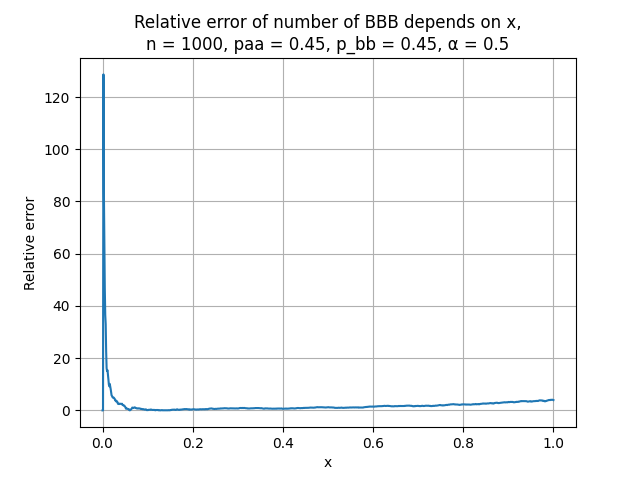 Relative error of number of BBB depends on x,
n = 1000, paa = 0.45, p_bb = 0.45, α = 0.5
120
100
80
60
40
20
0
Relative error
0.0 0.2 0.4 0.6 0.8 1.0
x